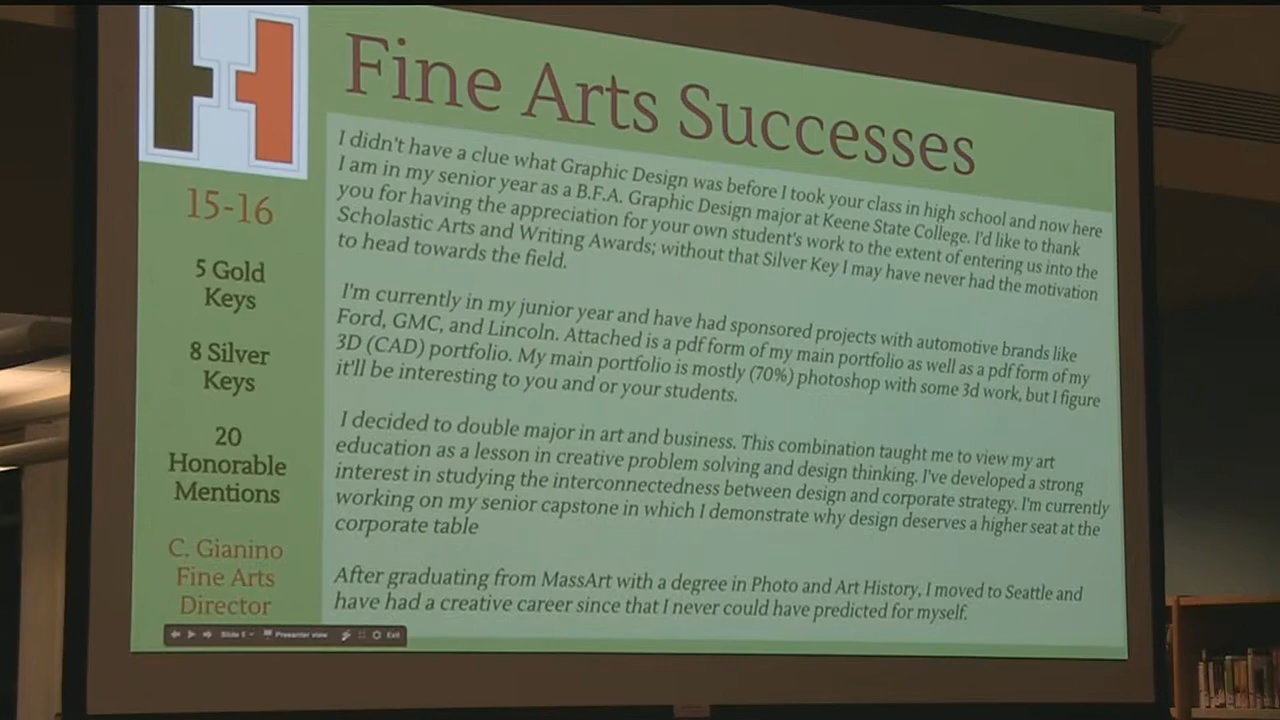 H
Fine Arts Successes
15-16
5 Gold
Keys
8 Silver
Keys
20
Honorable
Mentions
C. Gianino
Fine Arts
Director
I didn't have a clue what Graphic Design was before I took your class in high school and now here
I am in my senior year as a B.F.A. Graphic Design major at Keene State College. I'd like to thank
you for having the appreciation for your own student's work to the extent of entering us into the
Scholastic Arts and Writing Awards; without that Silver Key I may have never had the motivation
to head towards the field.
I'm currently in my junior year and have had sponsored projects with automotive brands like
Ford, GMC, and Lincoln. Attached is a pdf form of my main portfolio as well as a pdf form of my
3D (CAD) portfolio. My main portfolio is mostly (70%) photoshop with some 3d work, but I figure
it'll be interesting to you and or your students.
I decided to double major in art and business. This combination taught me to view my art
education as a lesson in creative problem solving and design thinking. I've developed a strong
interest in studying the interconnectedness between design and corporate strategy. I'm currently
working on my senior capstone in which I demonstrate why design deserves a higher seat at the
corporate table
After graduating from MassArt with a degree in Photo and Art History, I moved to Seattle and
have had a creative career since that I never could have predicted for myself.
Slide 5 Presenter view Exit